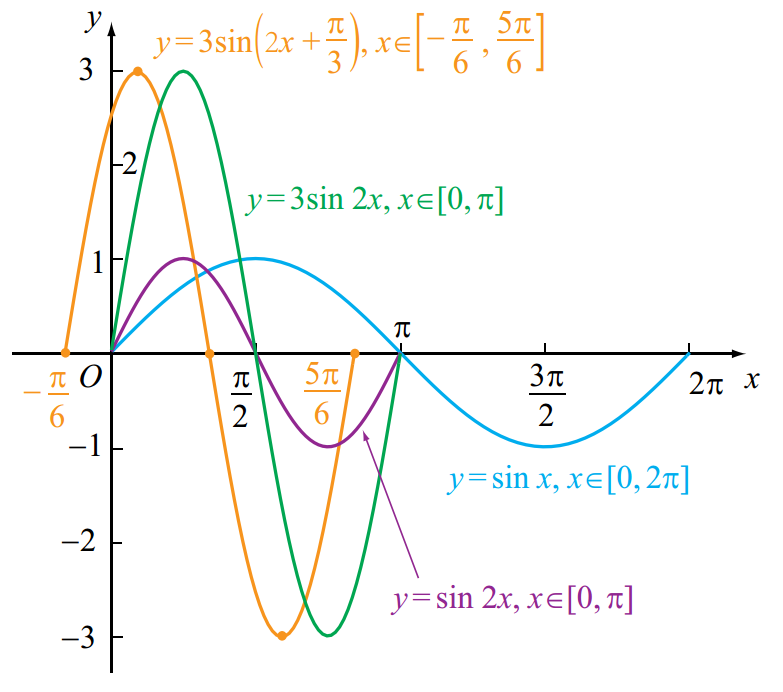 y
y=3sin(2x+π/3), x∈[-π/6, 5π/6]
3
2
y=3sin 2x, x∈[0, π]
1
π
-π/6
O
π/2
5π/6
3π/2
2π
x
-1
y=sin x, x∈[0, 2π]
-2
y=sin 2x, x∈[0, π]
-3